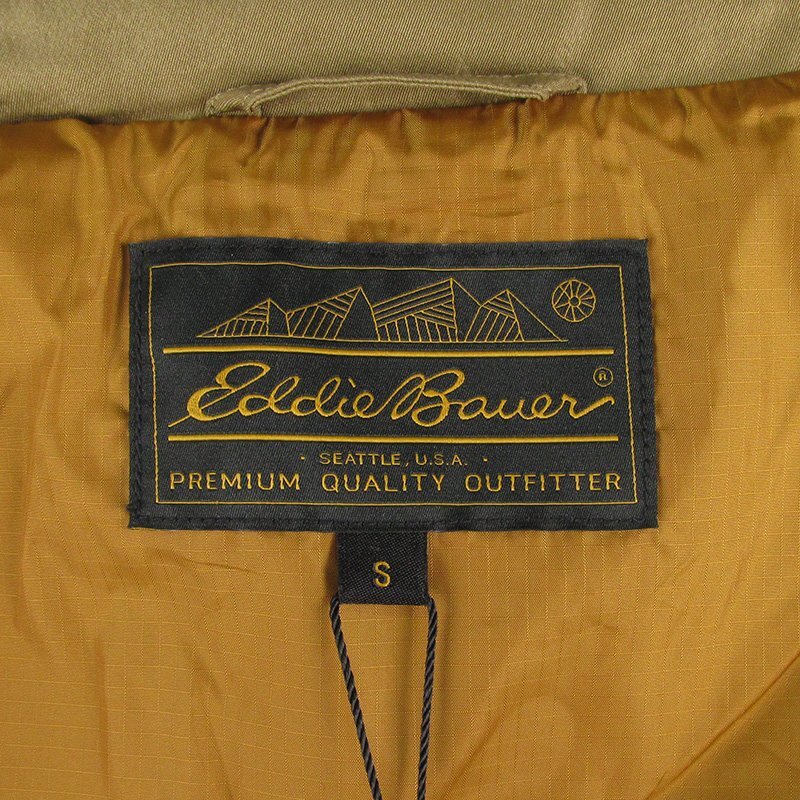 Eddie Bauer ®
· SEATTLE, U.S.A. ·
PREMIUM QUALITY OUTFITTER
S